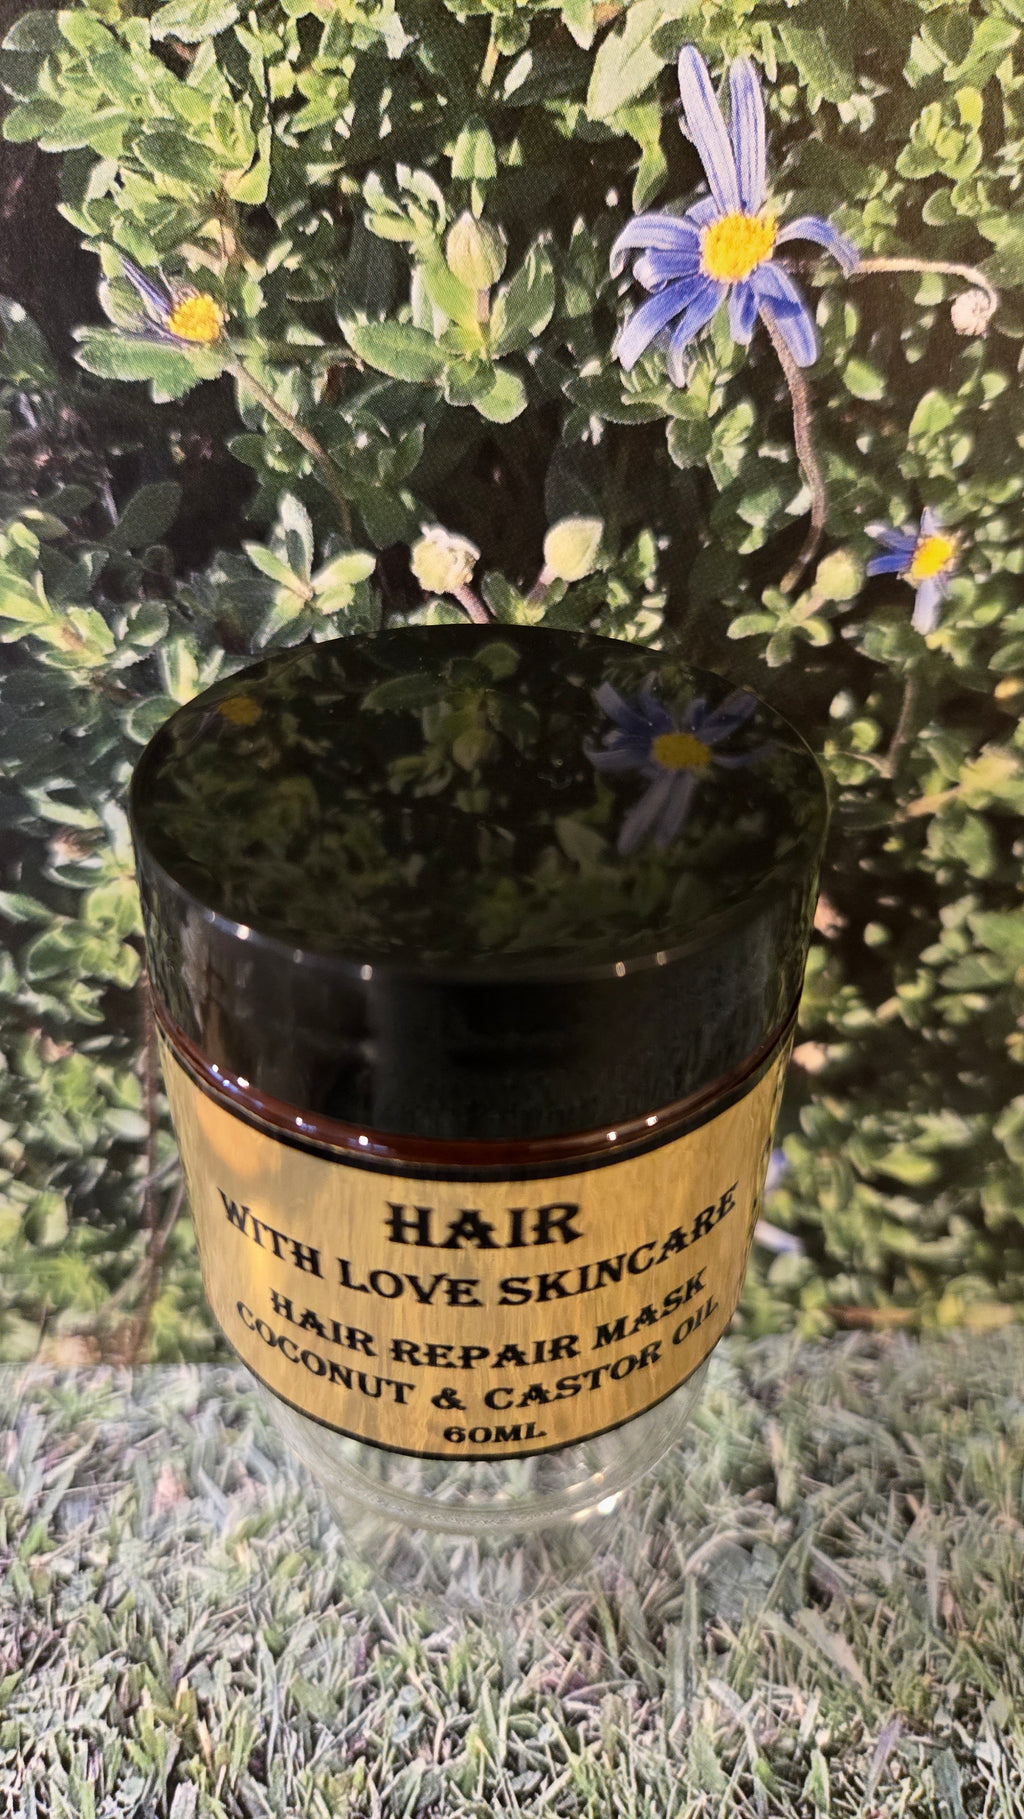 HAIR
WITH LOVE SKINCARE
HAIR REPAIR MASK
COCONUT & CASTOR OIL
60ML